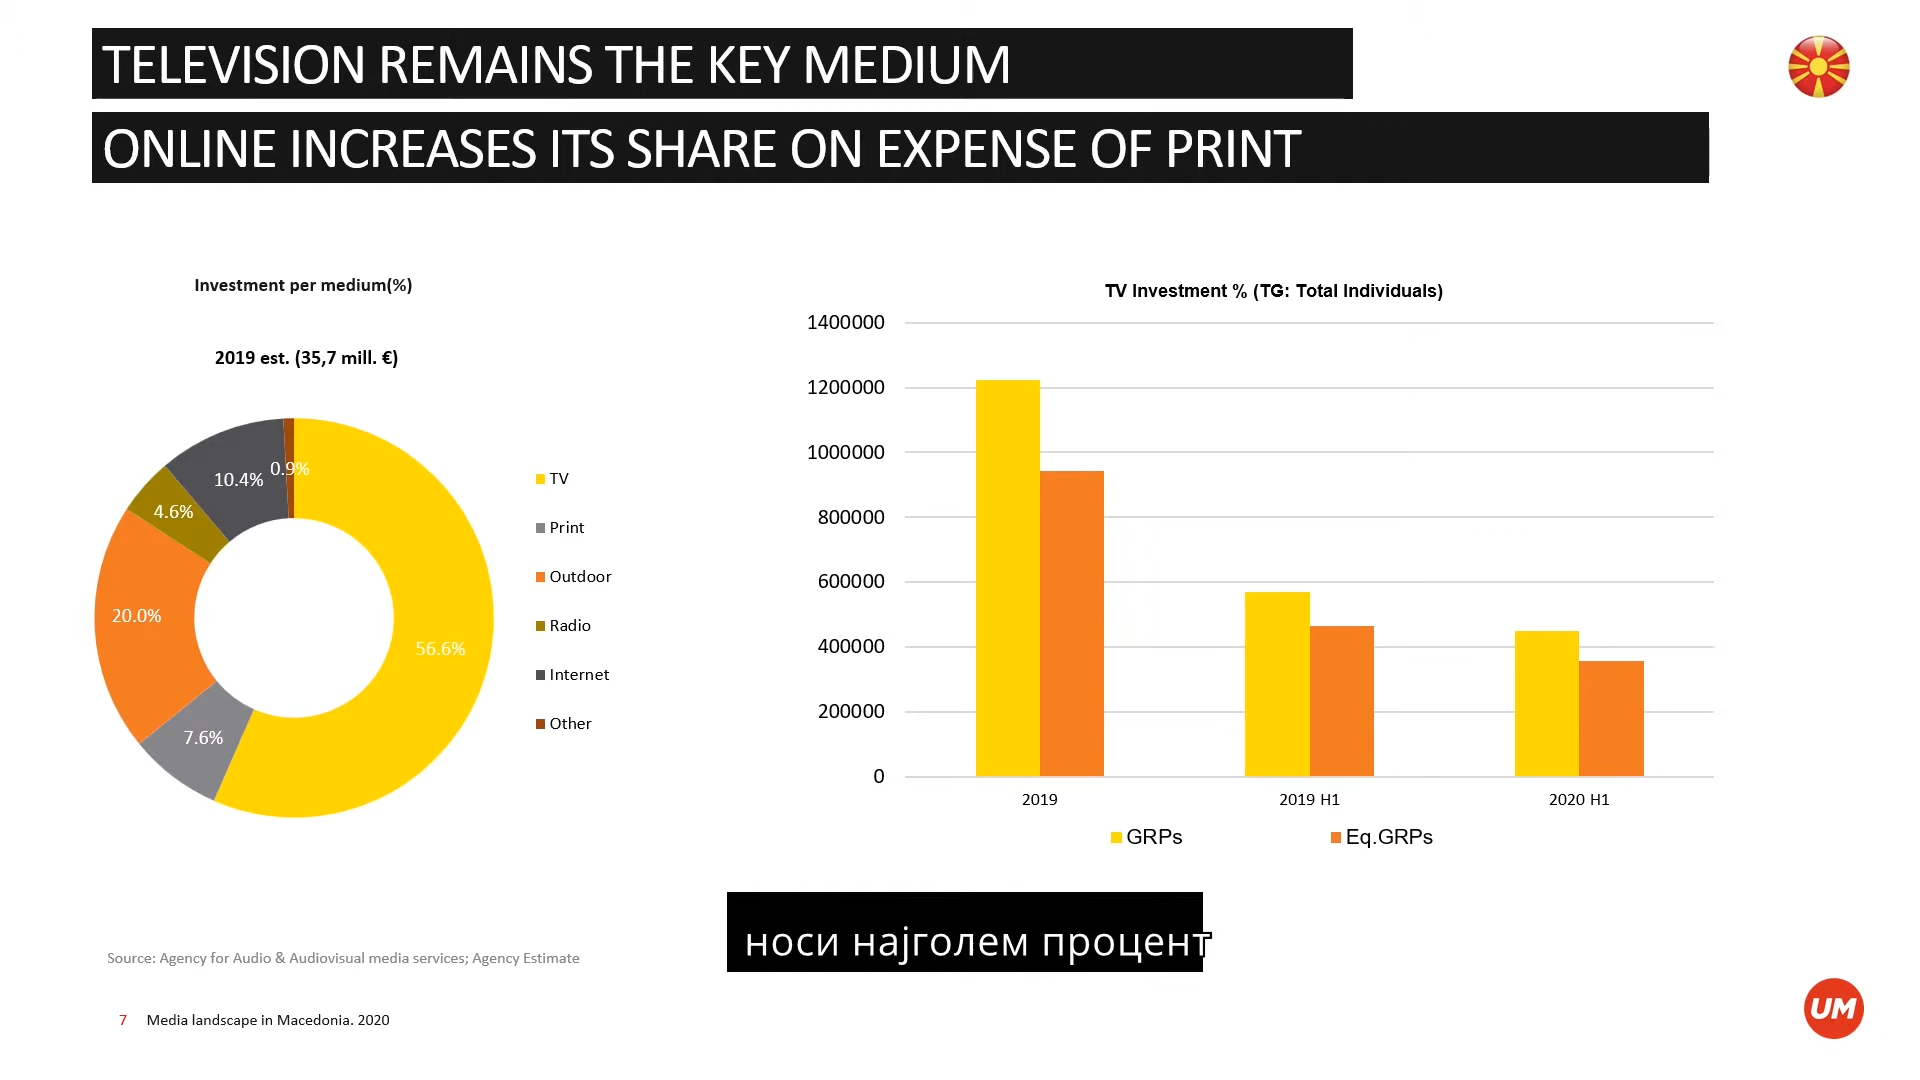 TELEVISION REMAINS THE KEY MEDIUM
ONLINE INCREASES ITS SHARE ON EXPENSE OF PRINT
Investment per medium(%)
2019 est. (35,7 mill. €)
0.9%
10.4%
4.6%
20.0%
56.6%
7.6%
TV
Print
Outdoor
Radio
Internet
Other
TV Investment % (TG: Total Individuals)
1400000
1200000
1000000
800000
600000
400000
200000
0
2019
2019 H1
2020 H1
GRPs
Eq.GRPs
носи најголем процент
Source: Agency for Audio & Audiovisual media services; Agency Estimate
7 Media landscape in Macedonia. 2020
UM